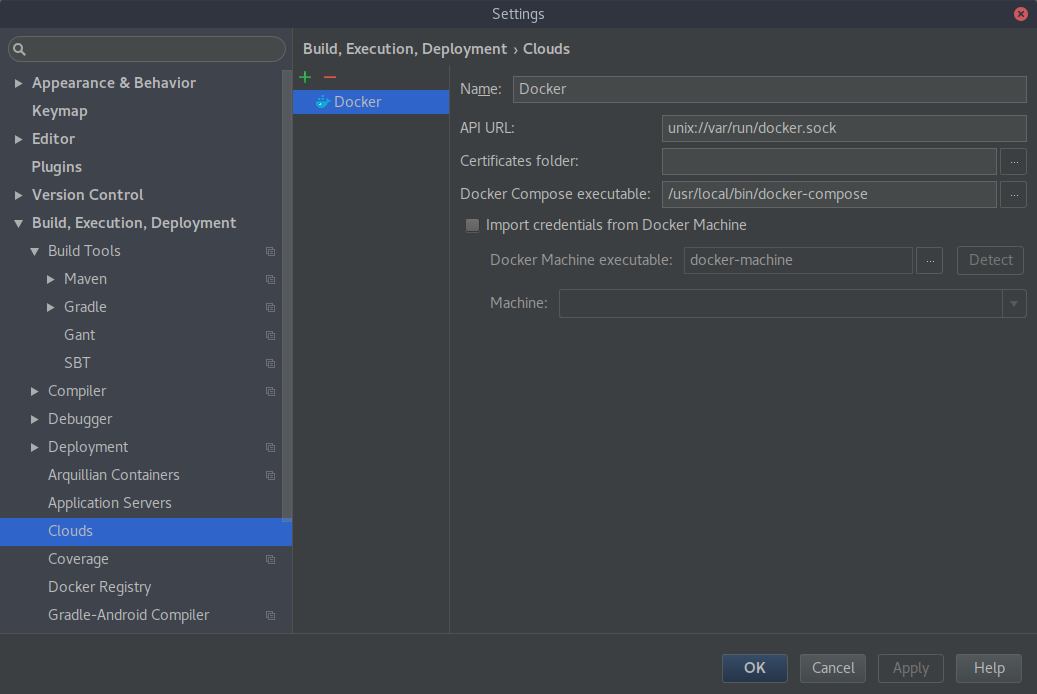 Settings
Build, Execution, Deployment › Clouds
Appearance & Behavior
Keymap
Editor
Plugins
Version Control
Build, Execution, Deployment
Build Tools
Maven
Gradle
Gant
SBT
Compiler
Debugger
Deployment
Arquillian Containers
Application Servers
Clouds
Coverage
Docker Registry
Gradle-Android Compiler
Docker
Name: Docker
API URL: unix://var/run/docker.sock
Certificates folder: ...
Docker Compose executable: /usr/local/bin/docker-compose ...
Import credentials from Docker Machine
Docker Machine executable: docker-machine ... Detect
Machine:
OK Cancel Apply Help